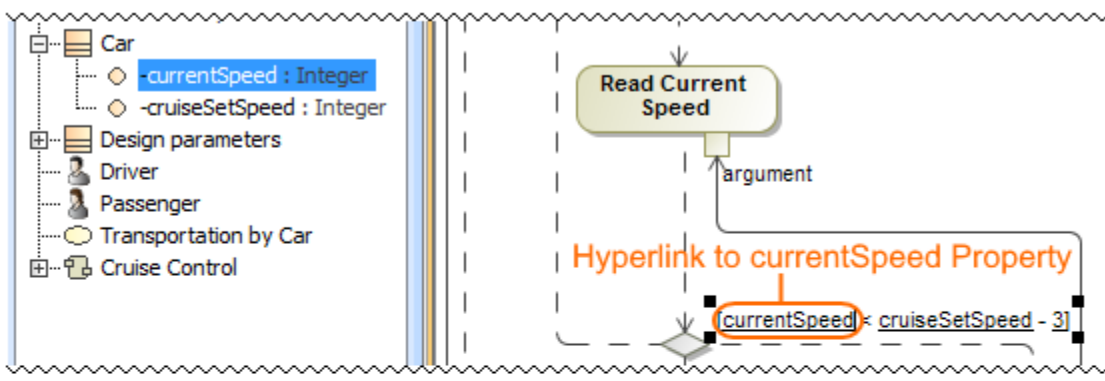 Car
-currentSpeed : Integer
-cruiseSetSpeed : Integer
Design parameters
Driver
Passenger
Transportation by Car
Cruise Control
Read Current
Speed
argument
Hyperlink to currentSpeed Property
[currentSpeed < cruiseSetSpeed - 3]